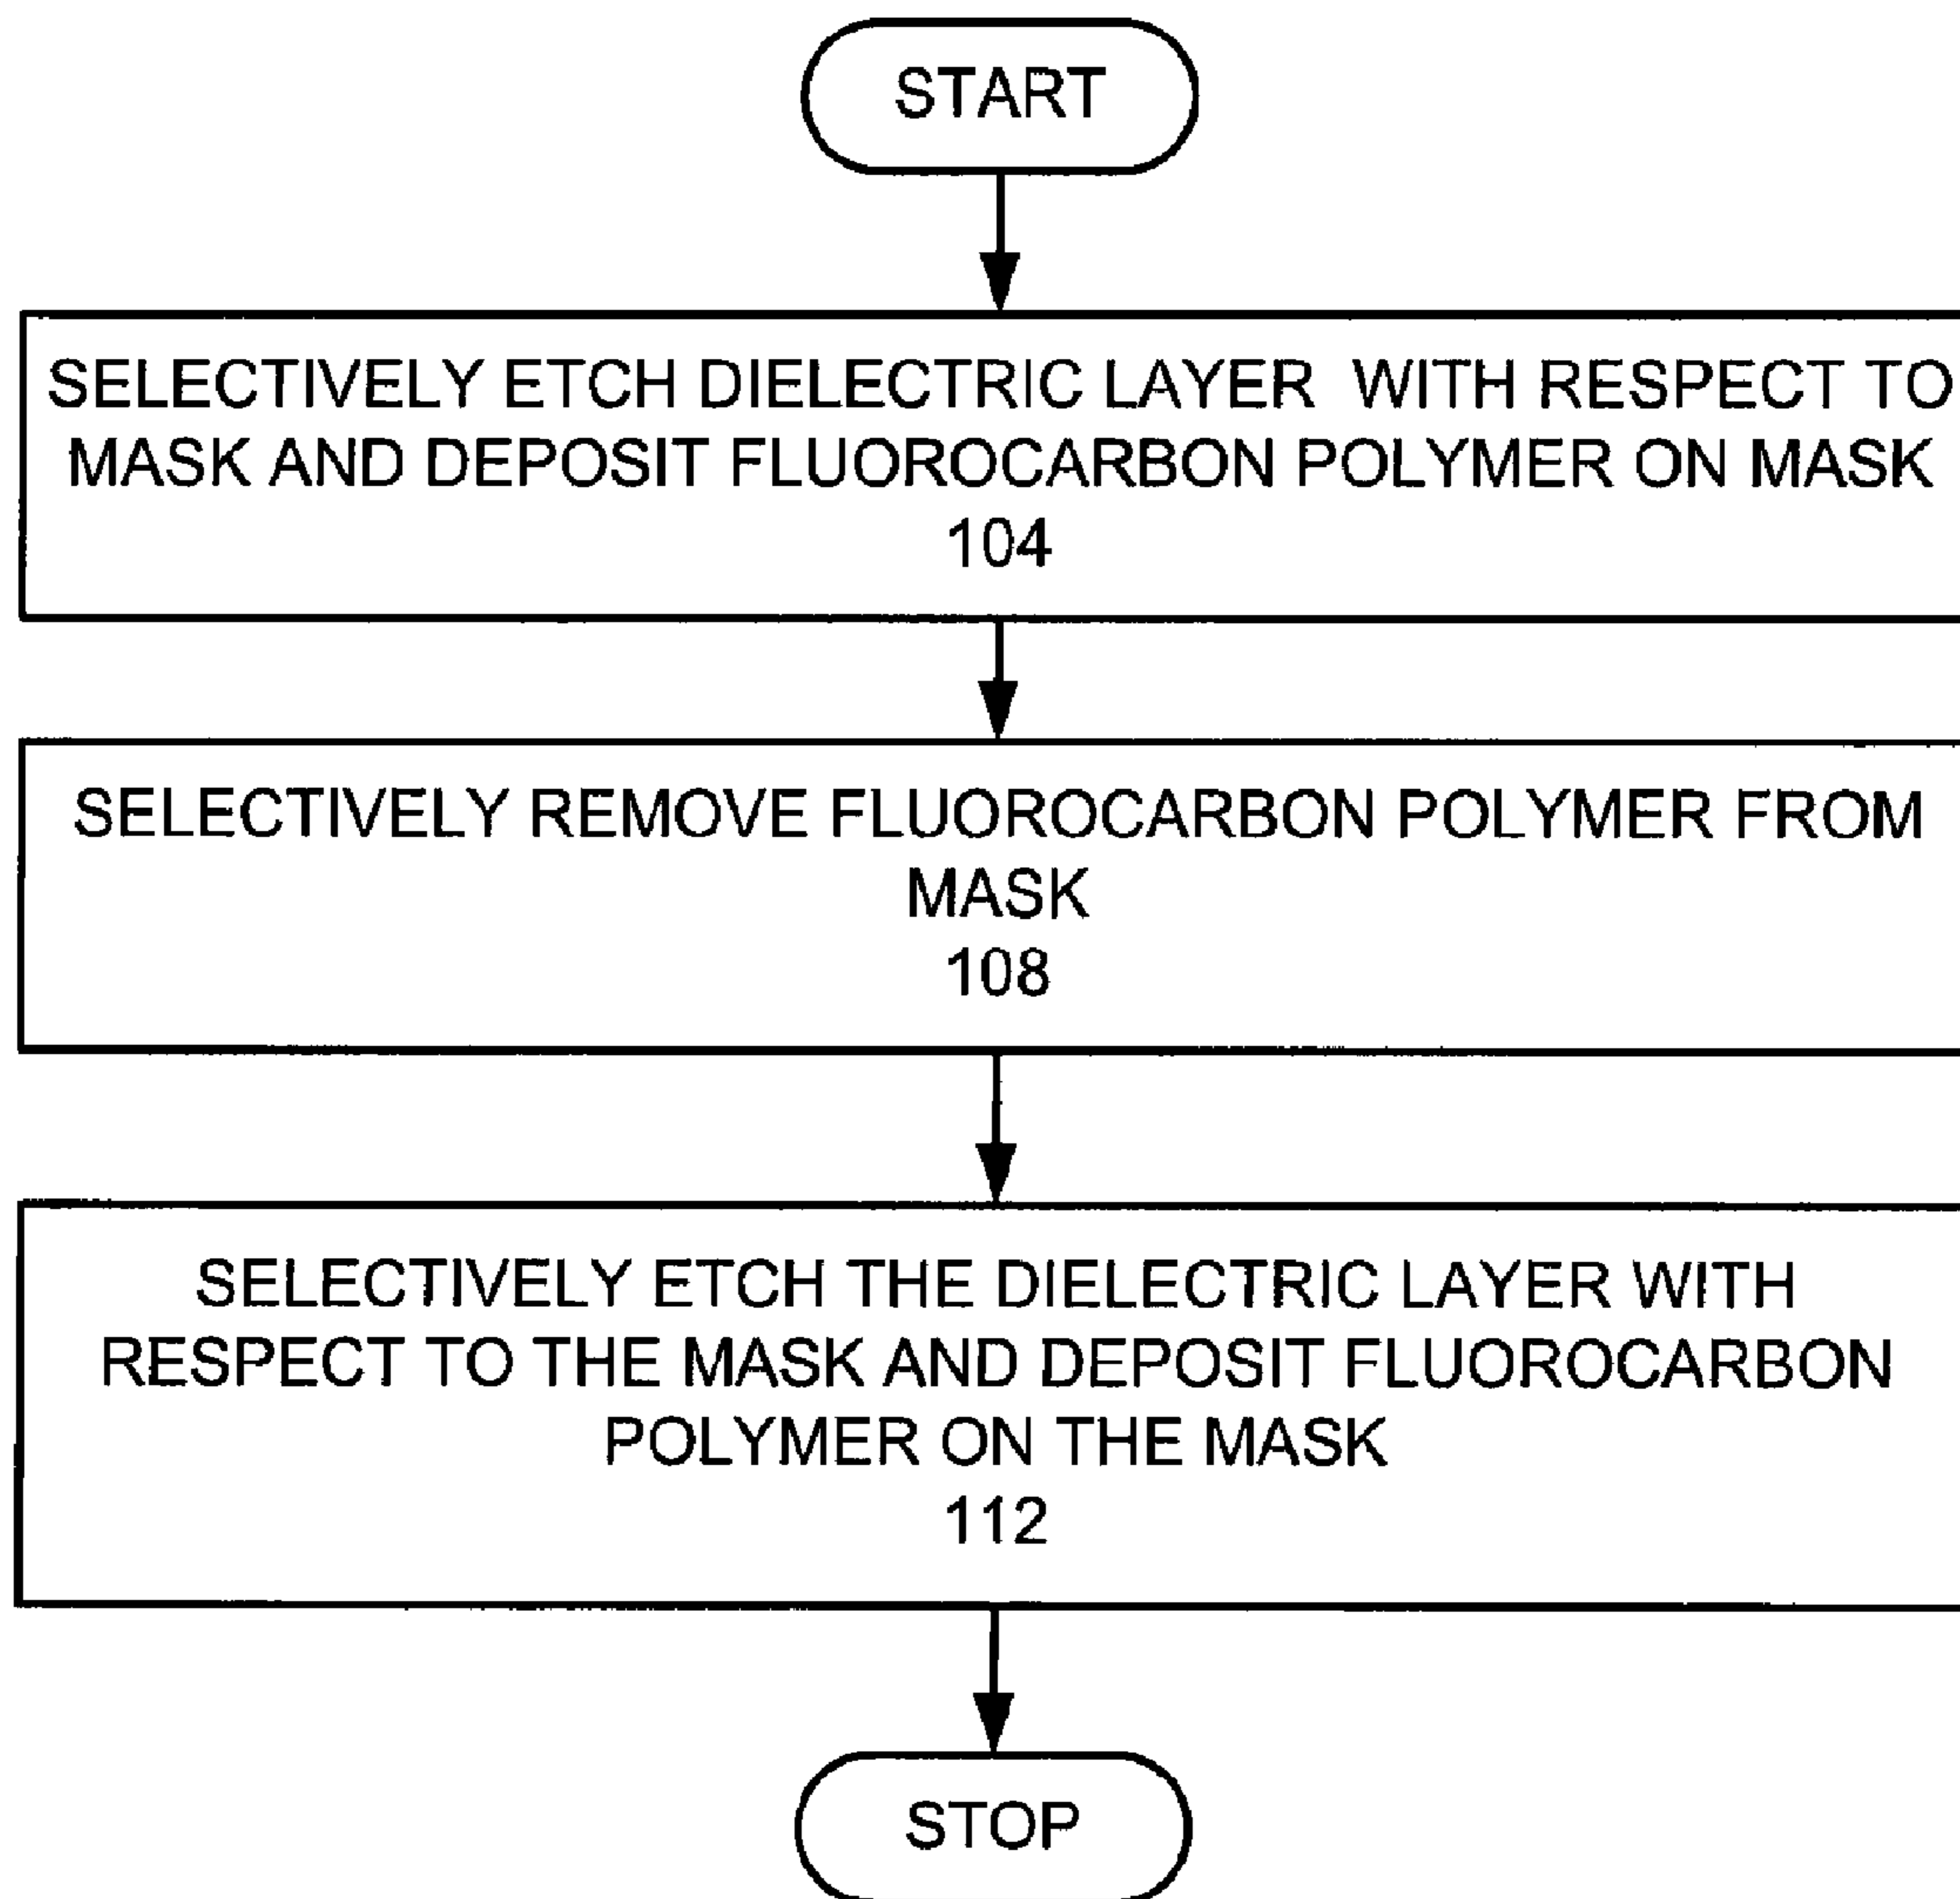 START
SELECTIVELY ETCH DIELECTRIC LAYER WITH RESPECT TO
MASK AND DEPOSIT FLUOROCARBON POLYMER ON MASK
104
SELECTIVELY REMOVE FLUOROCARBON POLYMER FROM
MASK
108
SELECTIVELY ETCH THE DIELECTRIC LAYER WITH
RESPECT TO THE MASK AND DEPOSIT FLUOROCARBON
POLYMER ON THE MASK
112
STOP